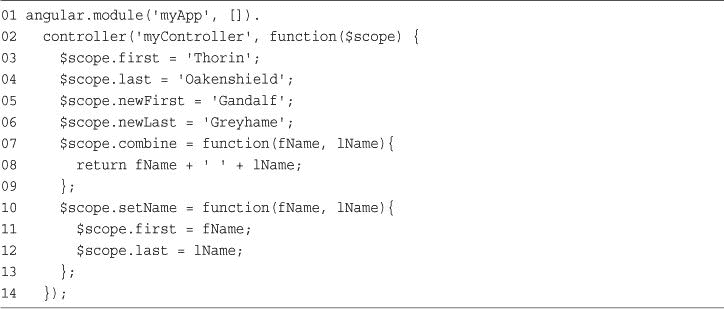 01 angular.module('myApp', []).
02   controller('myController', function($scope) {
03     $scope.first = 'Thorin';
04     $scope.last = 'Oakenshield';
05     $scope.newFirst = 'Gandalf';
06     $scope.newLast = 'Greyhame';
07     $scope.combine = function(fName, lName){
08       return fName + ' ' + lName;
09     };
10     $scope.setName = function(fName, lName){
11       $scope.first = fName;
12       $scope.last = lName;
13     };
14   });